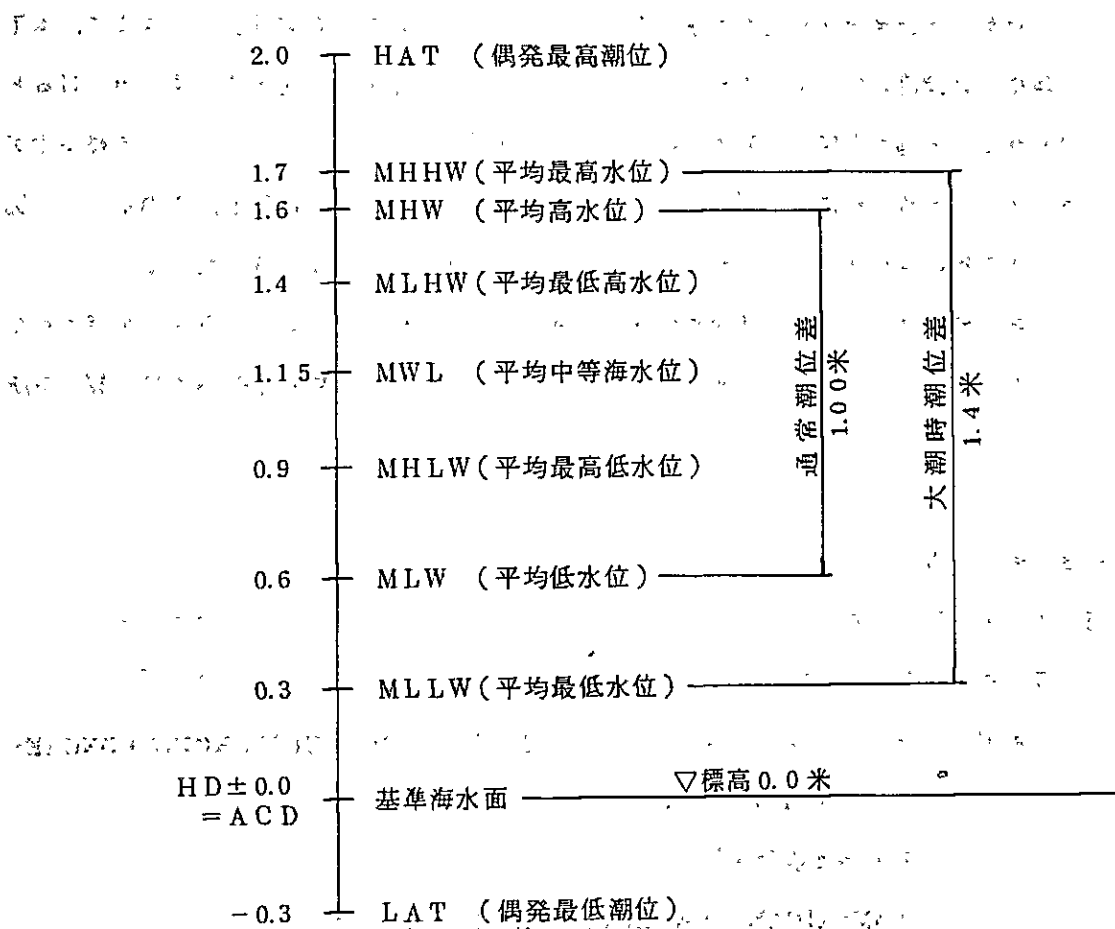 2.0 HAT (偶発最高潮位)
1.7 MHHW(平均最高水位)
1.6 MHW (平均高水位)
1.4 MLHW(平均最低高水位)
1.15 MWL (平均中等海水位)
0.9 MHLW(平均最高低水位)
0.6 MLW (平均低水位)
0.3 MLLW(平均最低水位)
通常潮位差
1.00米
大潮時潮位差
1.4米
HD±0.0
=ACD
基準海水面
▽標高0.0米
-0.3 LAT (偶発最低潮位)